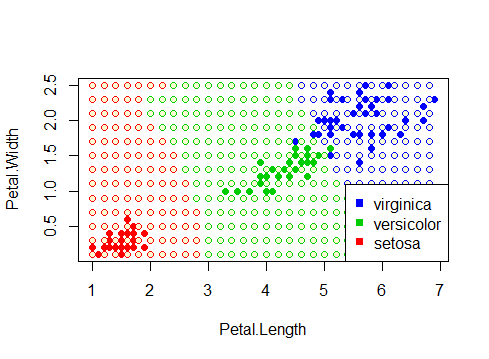 2.5
2.0
1.5
1.0
0.5
Petal.Width
virginica
versicolor
setosa
1 2 3 4 5 6 7
Petal.Length